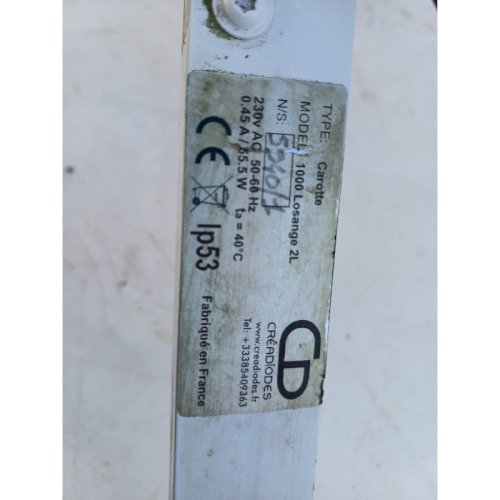 TYPE: Carotte
MODEL: 1000 Losange 2L
N/S:
230v AC 50-60 Hz
0.45 A / 55.5 W ta = 40°C
CE Ip53
Fabriqué en France
CD
CRÉADIODES
www.creadiodes.fr
Tel: +33385409363